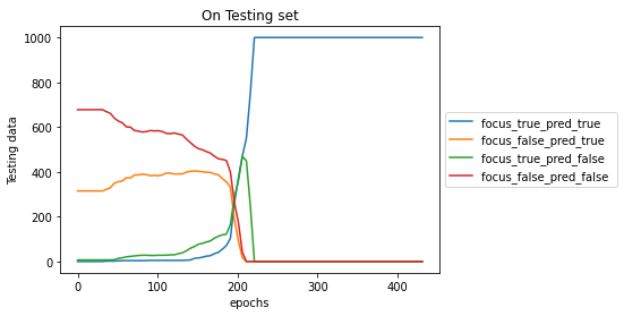 On Testing set
1000
800
600
400
200
0
Testing data
0 100 200 300 400
epochs
focus_true_pred_true
focus_false_pred_true
focus_true_pred_false
focus_false_pred_false